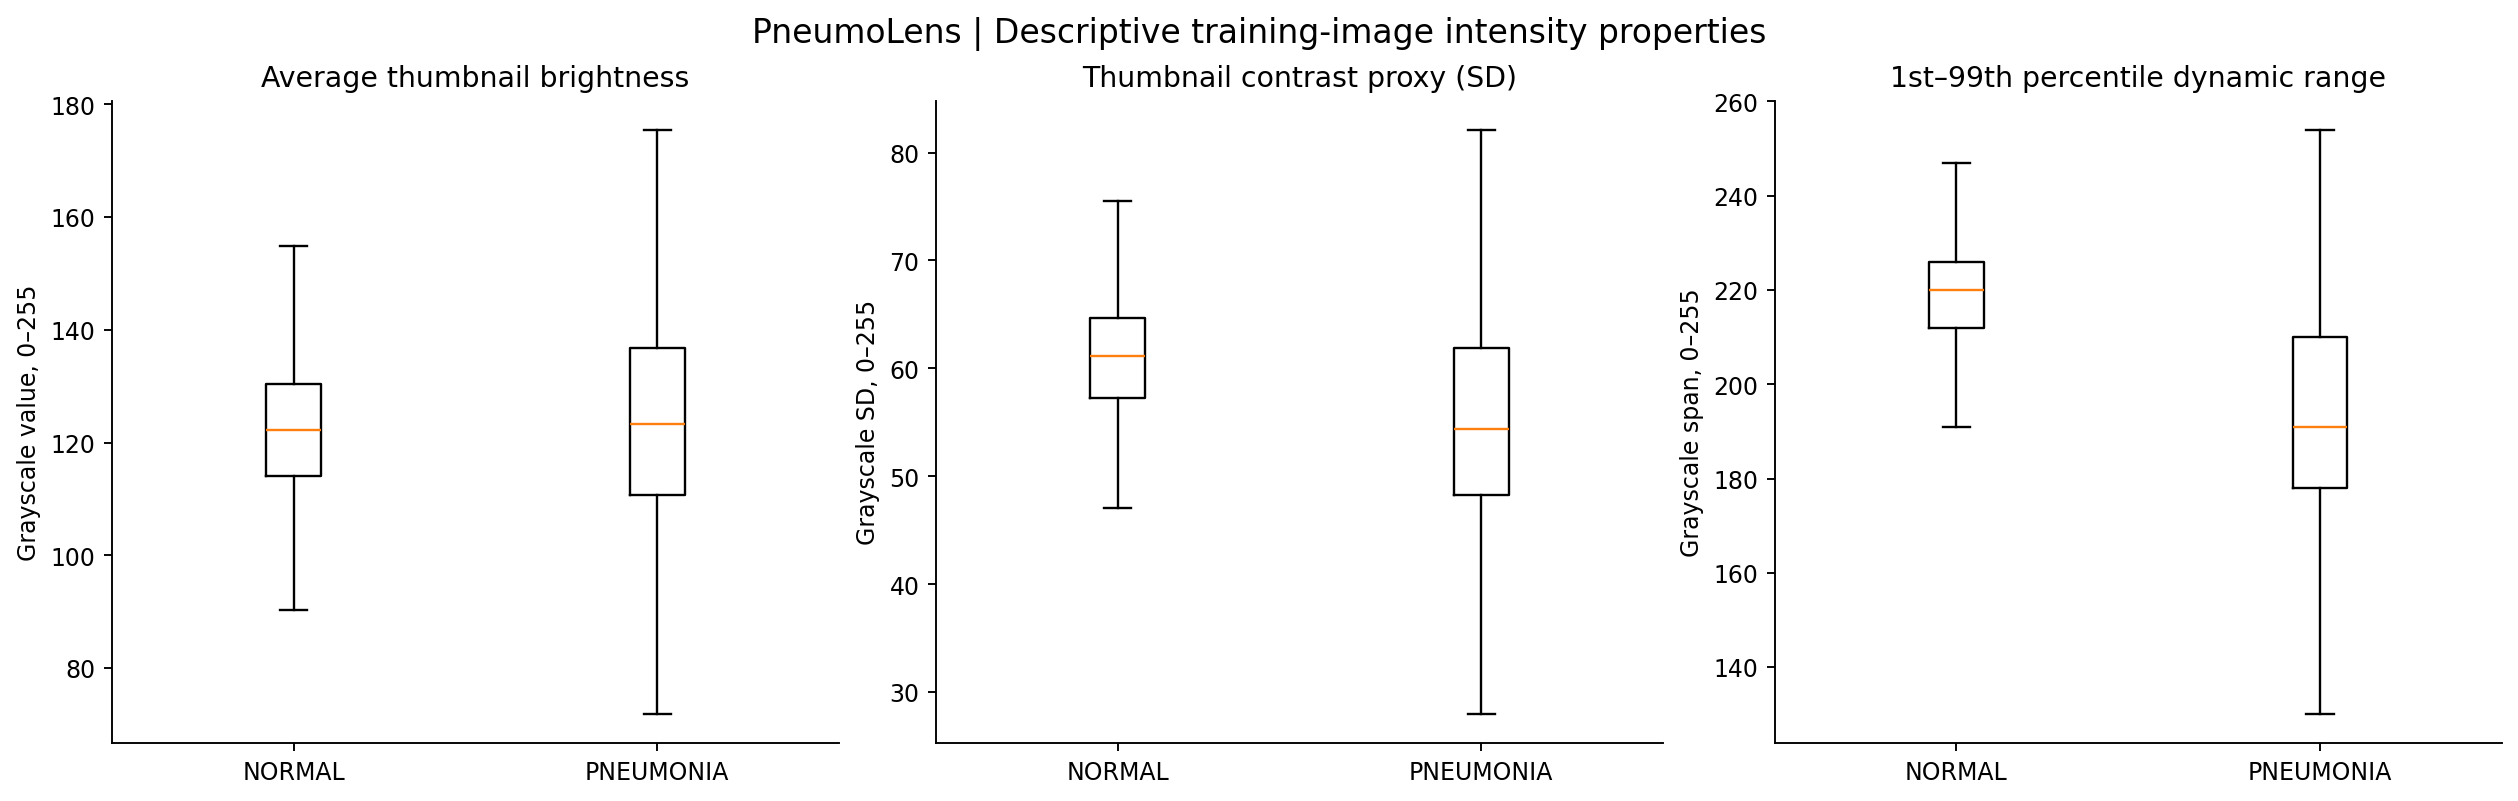 PneumoLens | Descriptive training-image intensity properties
Average thumbnail brightness
Grayscale value, 0–255
180
160
140
120
100
80
NORMAL
PNEUMONIA
Thumbnail contrast proxy (SD)
Grayscale SD, 0–255
80
70
60
50
40
30
NORMAL
PNEUMONIA
1st–99th percentile dynamic range
Grayscale span, 0–255
260
240
220
200
180
160
140
NORMAL
PNEUMONIA